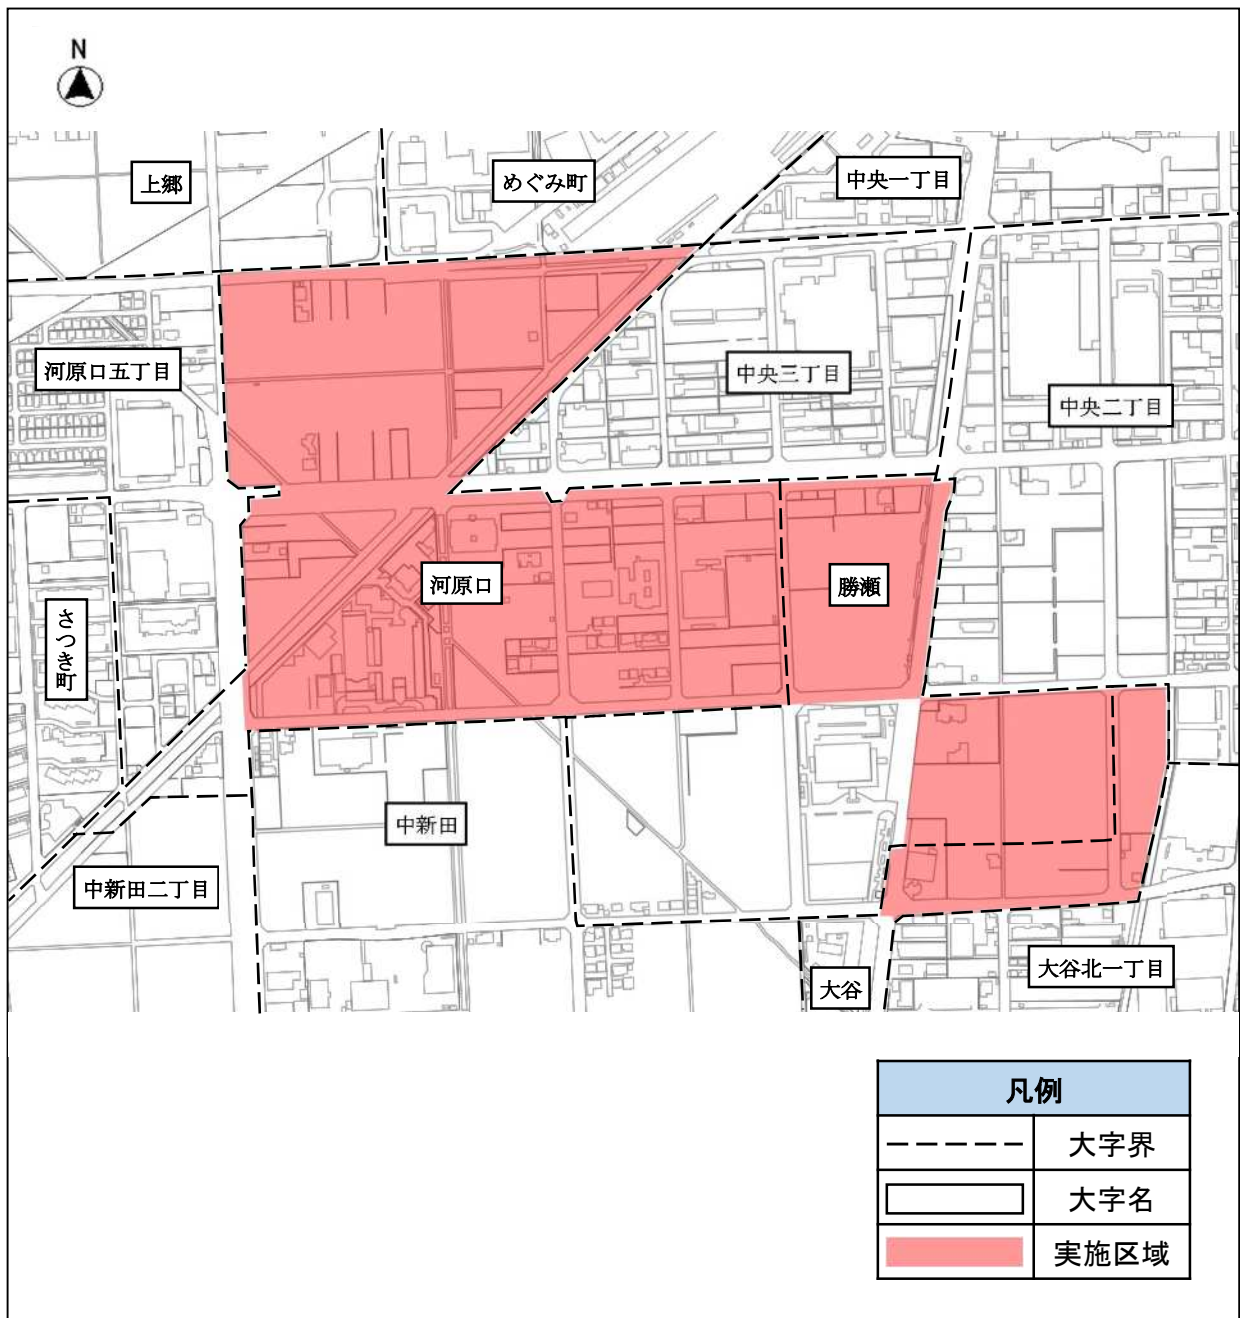 N
上郷
めぐみ町
中央一丁目
河原口五丁目
中央三丁目
中央二丁目
河原口
勝瀬
さつき町
中新田
中新田二丁目
大谷北一丁目
大谷
凡例
大字界
大字名
実施区域